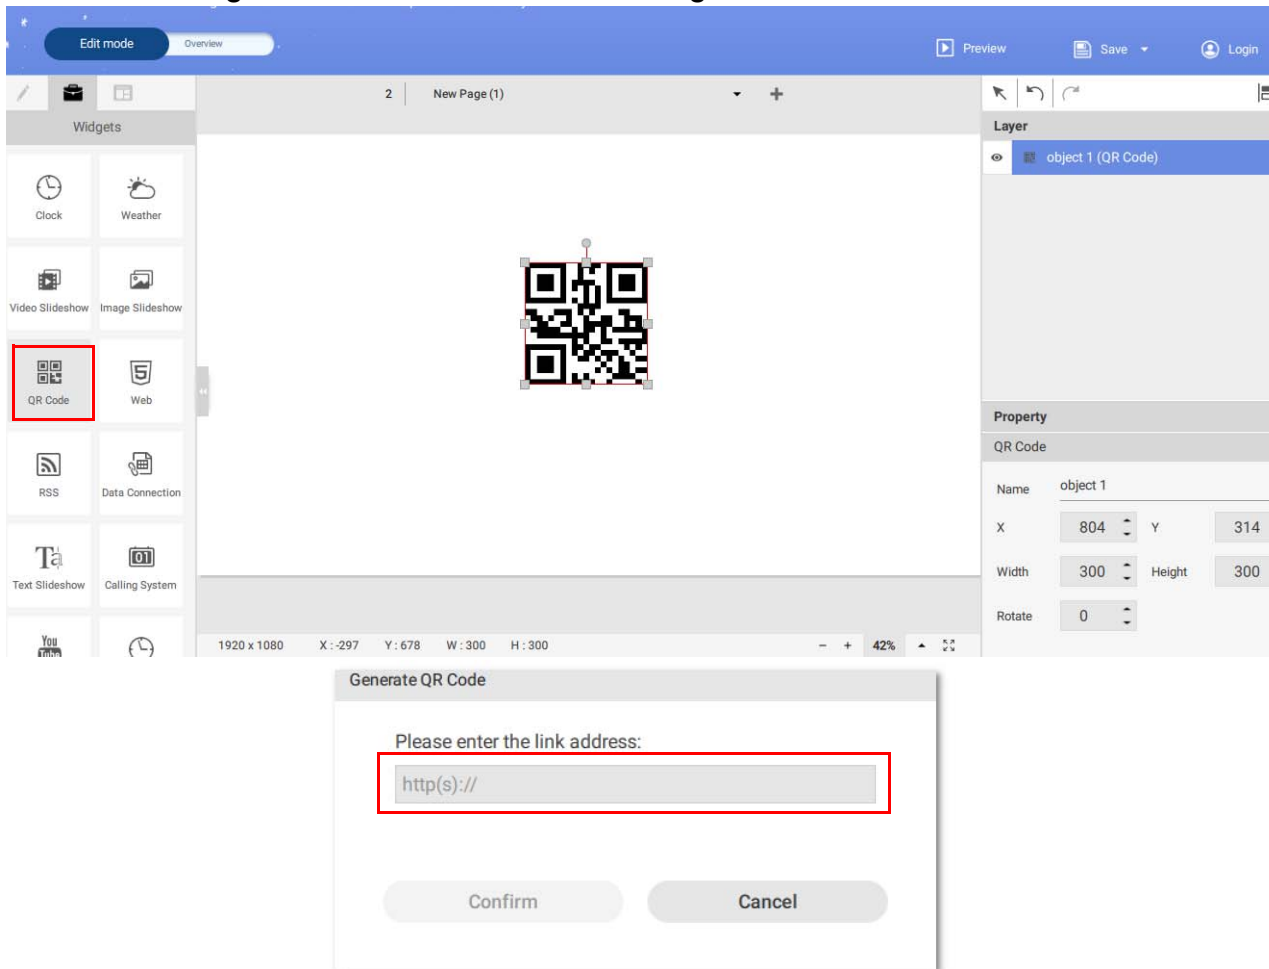 Edit mode
Overview
Preview
Save
Login
2
New Page (1)
Widgets
Layer
object 1 (QR Code)
Clock
Weather
Video Slideshow
Image Slideshow
QR Code
Web
RSS
Data Connection
Text Slideshow
Calling System
You
Tube
Property
QR Code
Name object 1
X 804 Y 314
Width 300 Height 300
Rotate 0
1920 x 1080 X : -297 Y : 678 W : 300 H : 300
42%
Generate QR Code
Please enter the link address:
http(s)://
Confirm
Cancel